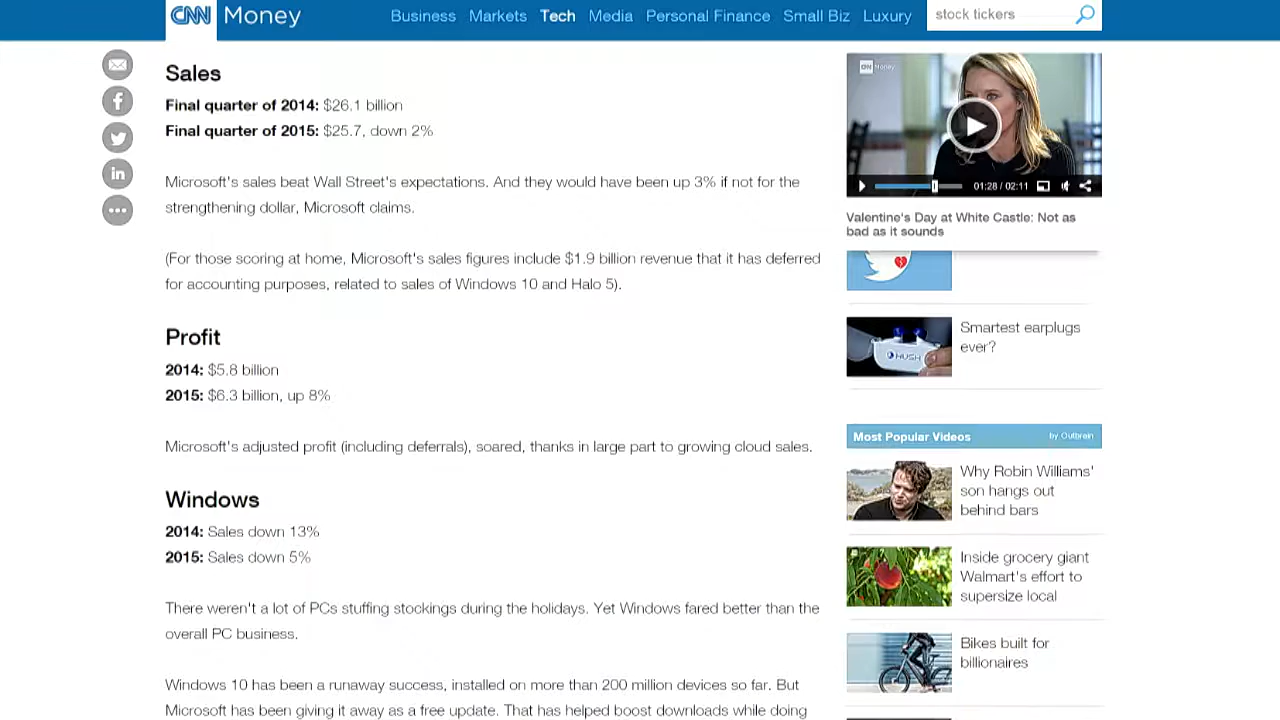 CNN Money
Business Markets Tech Media Personal Finance Small Biz Luxury
stock tickers
Sales
Final quarter of 2014: $26.1 billion
Final quarter of 2015: $25.7, down 2%
Microsoft's sales beat Wall Street's expectations. And they would have been up 3% if not for the
strengthening dollar, Microsoft claims.
(For those scoring at home, Microsoft's sales figures include $1.9 billion revenue that it has deferred
for accounting purposes, related to sales of Windows 10 and Halo 5).
Profit
2014: $5.8 billion
2015: $6.3 billion, up 8%
Microsoft's adjusted profit (including deferrals), soared, thanks in large part to growing cloud sales.
Windows
2014: Sales down 13%
2015: Sales down 5%
There weren't a lot of PCs stuffing stockings during the holidays. Yet Windows fared better than the
overall PC business.
Windows 10 has been a runaway success, installed on more than 200 million devices so far. But
Microsoft has been giving it away as a free update. That has helped boost downloads while doing
CNN Money
01:28 / 02:11
Valentine's Day at White Castle: Not as
bad as it sounds
HUSH
Smartest earplugs
ever?
Most Popular Videos
by Outbrain
Why Robin Williams'
son hangs out
behind bars
Inside grocery giant
Walmart's effort to
supersize local
Bikes built for
billionaires